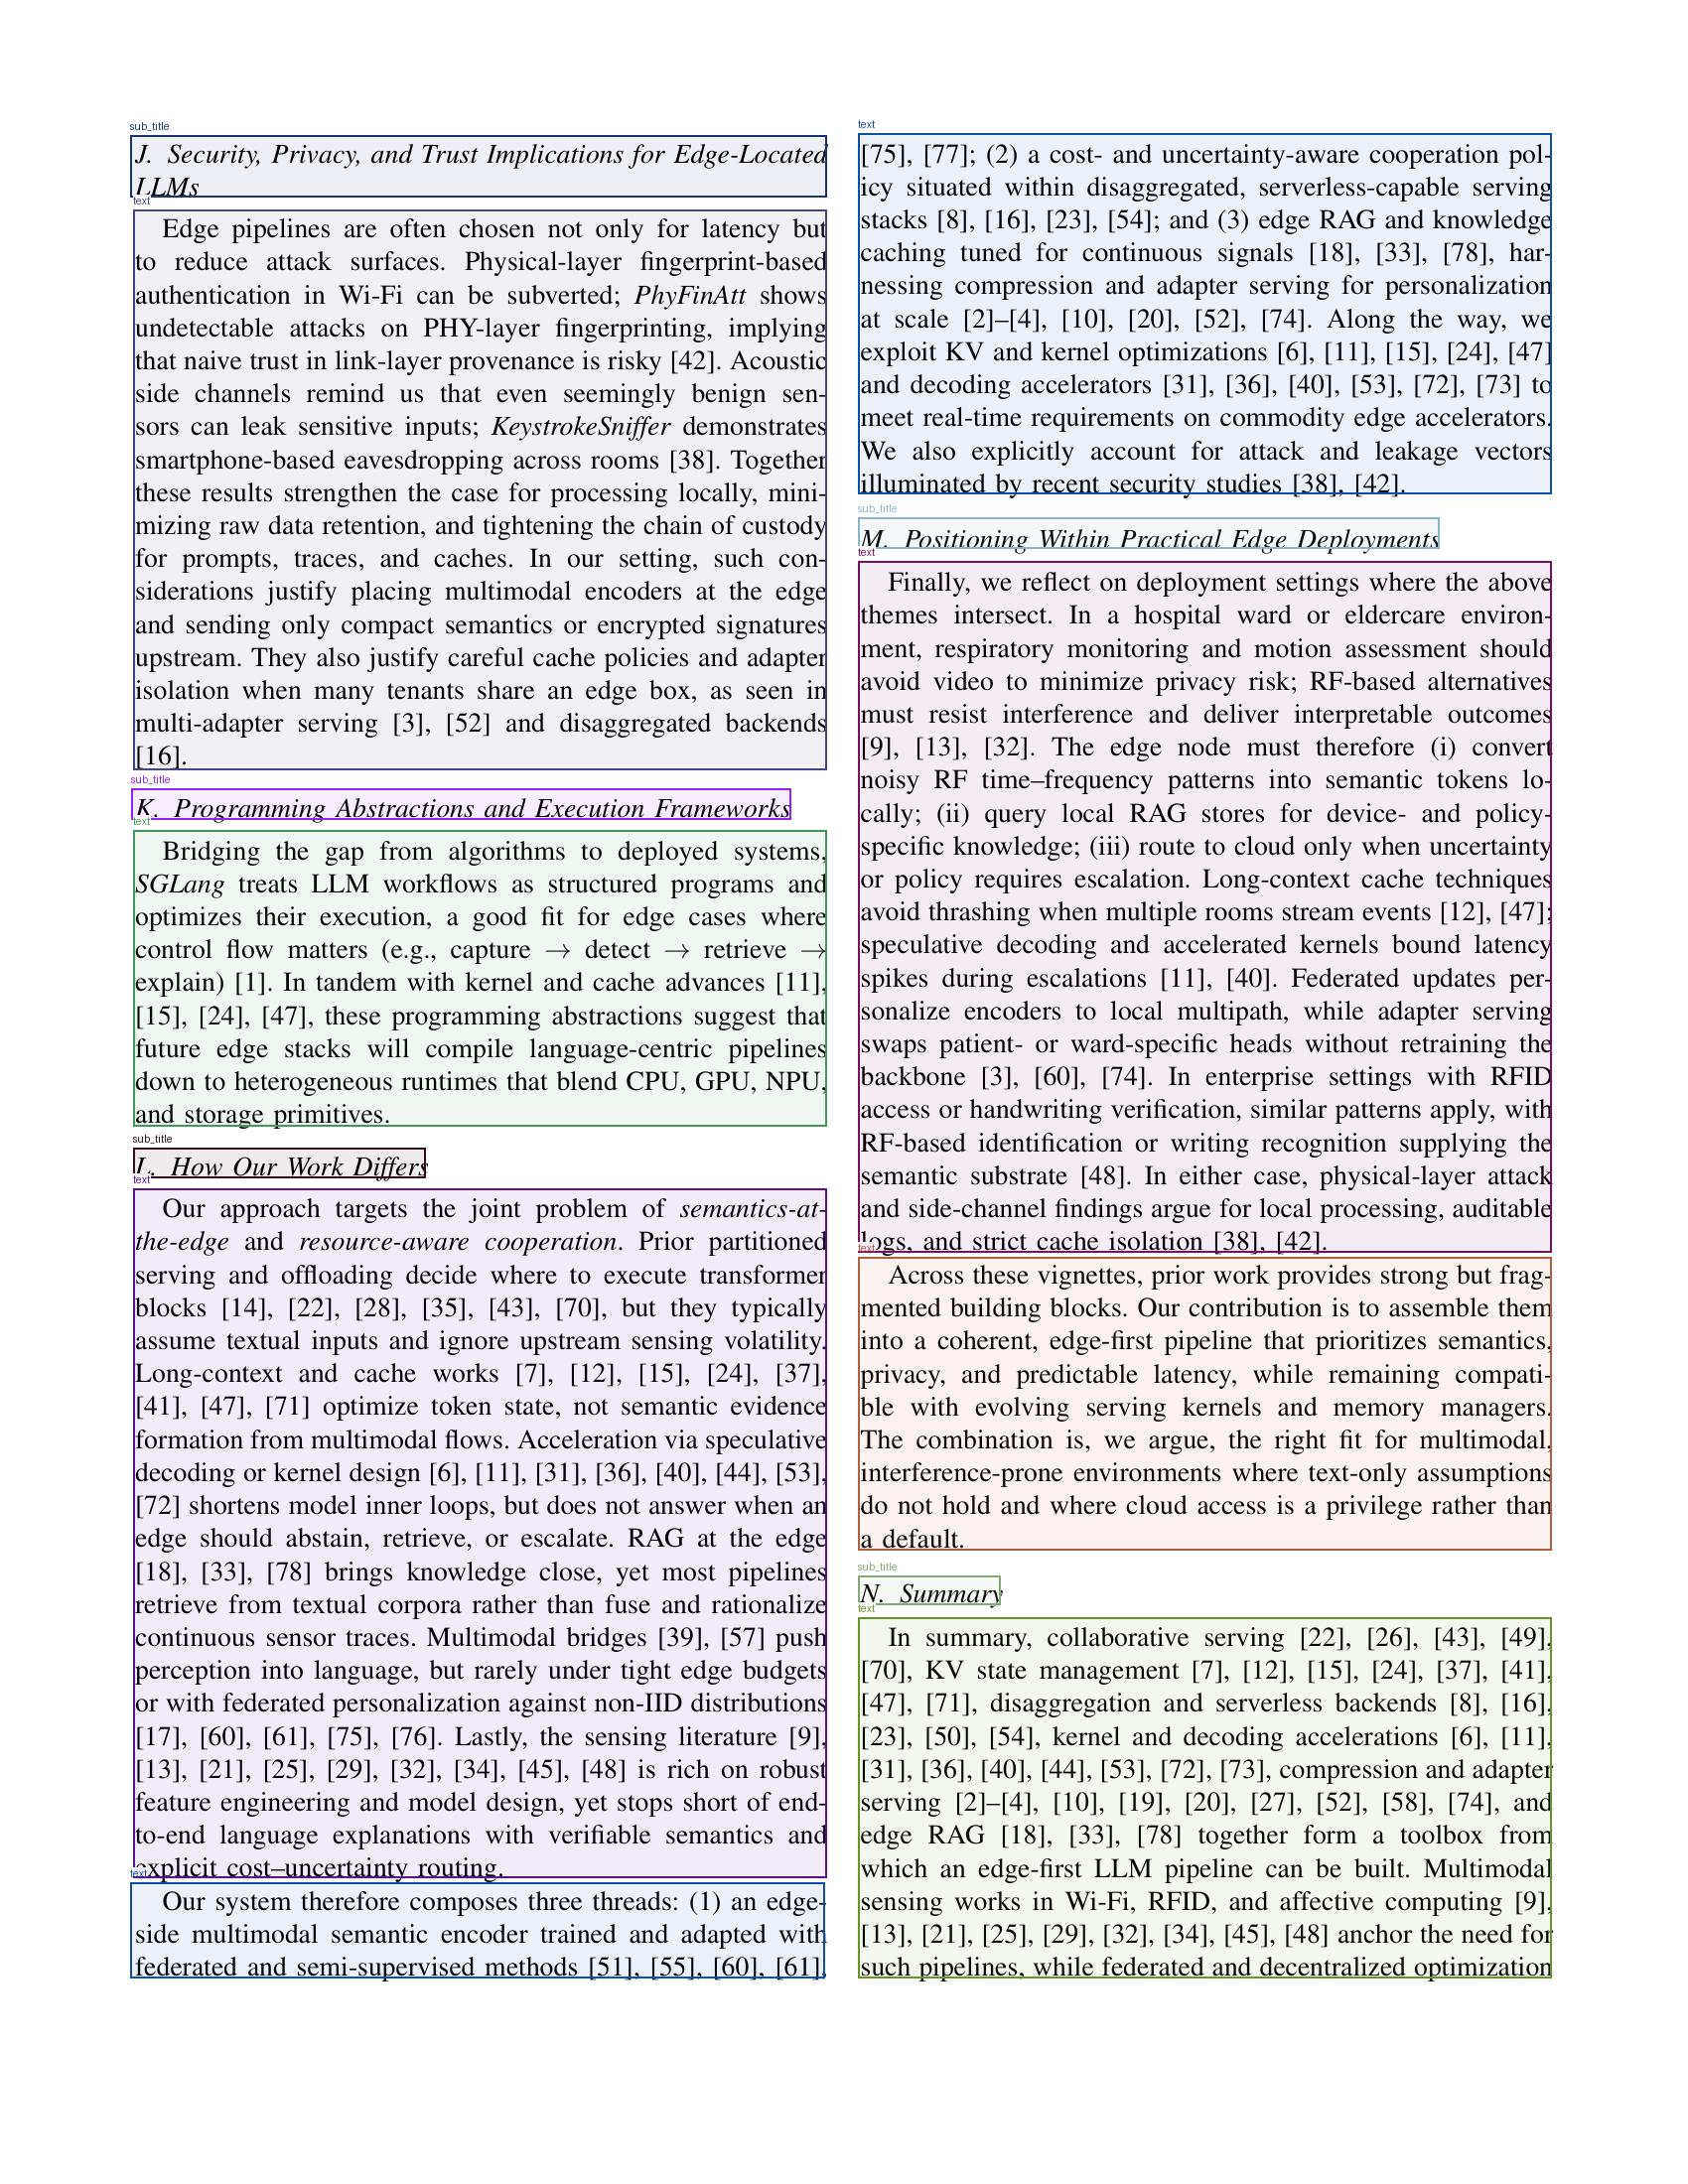 sub_title
J. Security, Privacy, and Trust Implications for Edge-Located
LLMs
text
Edge pipelines are often chosen not only for latency but
to reduce attack surfaces. Physical-layer fingerprint-based
authentication in Wi-Fi can be subverted; PhyFinAtt shows
undetectable attacks on PHY-layer fingerprinting, implying
that naive trust in link-layer provenance is risky [42]. Acoustic
side channels remind us that even seemingly benign sen-
sors can leak sensitive inputs; KeystrokeSniffer demonstrates
smartphone-based eavesdropping across rooms [38]. Together
these results strengthen the case for processing locally, mini-
mizing raw data retention, and tightening the chain of custody
for prompts, traces, and caches. In our setting, such con-
siderations justify placing multimodal encoders at the edge
and sending only compact semantics or encrypted signatures
upstream. They also justify careful cache policies and adapter
isolation when many tenants share an edge box, as seen in
multi-adapter serving [3], [52] and disaggregated backends
[16].
sub_title
K. Programming Abstractions and Execution Frameworks
text
Bridging the gap from algorithms to deployed systems,
SGLang treats LLM workflows as structured programs and
optimizes their execution, a good fit for edge cases where
control flow matters (e.g., capture → detect → retrieve →
explain) [1]. In tandem with kernel and cache advances [11],
[15], [24], [47], these programming abstractions suggest that
future edge stacks will compile language-centric pipelines
down to heterogeneous runtimes that blend CPU, GPU, NPU,
and storage primitives.
sub_title
L. How Our Work Differs
text
Our approach targets the joint problem of semantics-at-
the-edge and resource-aware cooperation. Prior partitioned
serving and offloading decide where to execute transformer
blocks [14], [22], [28], [35], [43], [70], but they typically
assume textual inputs and ignore upstream sensing volatility.
Long-context and cache works [7], [12], [15], [24], [37],
[41], [47], [71] optimize token state, not semantic evidence
formation from multimodal flows. Acceleration via speculative
decoding or kernel design [6], [11], [31], [36], [40], [44], [53],
[72] shortens model inner loops, but does not answer when an
edge should abstain, retrieve, or escalate. RAG at the edge
[18], [33], [78] brings knowledge close, yet most pipelines
retrieve from textual corpora rather than fuse and rationalize
continuous sensor traces. Multimodal bridges [39], [57] push
perception into language, but rarely under tight edge budgets
or with federated personalization against non-IID distributions
[17], [60], [61], [75], [76]. Lastly, the sensing literature [9],
[13], [21], [25], [29], [32], [34], [45], [48] is rich on robust
feature engineering and model design, yet stops short of end-
to-end language explanations with verifiable semantics and
explicit cost–uncertainty routing.
text
Our system therefore composes three threads: (1) an edge-
side multimodal semantic encoder trained and adapted with
federated and semi-supervised methods [51], [55], [60], [61],
text
[75], [77]; (2) a cost- and uncertainty-aware cooperation pol-
icy situated within disaggregated, serverless-capable serving
stacks [8], [16], [23], [54]; and (3) edge RAG and knowledge
caching tuned for continuous signals [18], [33], [78], har-
nessing compression and adapter serving for personalization
at scale [2]–[4], [10], [20], [52], [74]. Along the way, we
exploit KV and kernel optimizations [6], [11], [15], [24], [47]
and decoding accelerators [31], [36], [40], [53], [72], [73] to
meet real-time requirements on commodity edge accelerators.
We also explicitly account for attack and leakage vectors
illuminated by recent security studies [38], [42].
sub_title
M. Positioning Within Practical Edge Deployments
text
Finally, we reflect on deployment settings where the above
themes intersect. In a hospital ward or eldercare environ-
ment, respiratory monitoring and motion assessment should
avoid video to minimize privacy risk; RF-based alternatives
must resist interference and deliver interpretable outcomes
[9], [13], [32]. The edge node must therefore (i) convert
noisy RF time–frequency patterns into semantic tokens lo-
cally; (ii) query local RAG stores for device- and policy-
specific knowledge; (iii) route to cloud only when uncertainty
or policy requires escalation. Long-context cache techniques
avoid thrashing when multiple rooms stream events [12], [47];
speculative decoding and accelerated kernels bound latency
spikes during escalations [11], [40]. Federated updates per-
sonalize encoders to local multipath, while adapter serving
swaps patient- or ward-specific heads without retraining the
backbone [3], [60], [74]. In enterprise settings with RFID
access or handwriting verification, similar patterns apply, with
RF-based identification or writing recognition supplying the
semantic substrate [48]. In either case, physical-layer attack
and side-channel findings argue for local processing, auditable
logs, and strict cache isolation [38], [42].
text
Across these vignettes, prior work provides strong but frag-
mented building blocks. Our contribution is to assemble them
into a coherent, edge-first pipeline that prioritizes semantics,
privacy, and predictable latency, while remaining compati-
ble with evolving serving kernels and memory managers.
The combination is, we argue, the right fit for multimodal,
interference-prone environments where text-only assumptions
do not hold and where cloud access is a privilege rather than
a default.
sub_title
N. Summary
text
In summary, collaborative serving [22], [26], [43], [49],
[70], KV state management [7], [12], [15], [24], [37], [41],
[47], [71], disaggregation and serverless backends [8], [16],
[23], [50], [54], kernel and decoding accelerations [6], [11],
[31], [36], [40], [44], [53], [72], [73], compression and adapter
serving [2]–[4], [10], [19], [20], [27], [52], [58], [74], and
edge RAG [18], [33], [78] together form a toolbox from
which an edge-first LLM pipeline can be built. Multimodal
sensing works in Wi-Fi, RFID, and affective computing [9],
[13], [21], [25], [29], [32], [34], [45], [48] anchor the need for
such pipelines, while federated and decentralized optimization